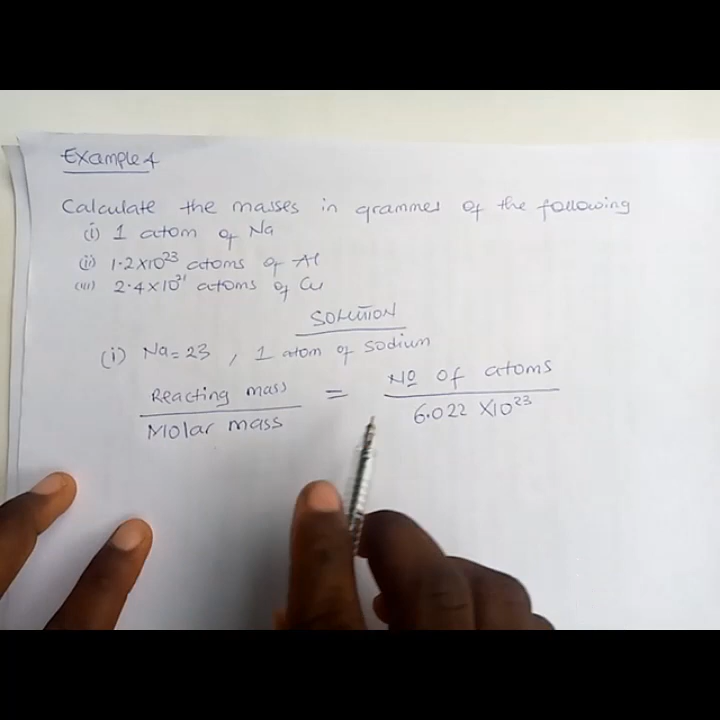 Example 4
Calculate the masses in grammes of the following
(i) 1 atom of Na
(ii) 1.2×10²³ atoms of Al
(iii) 2.4×10²¹ atoms of Cu
SOLUTION
(i) Na = 23 , 1 atom of sodium
Reacting mass / Molar mass = No of atoms / 6.022 ×10²³